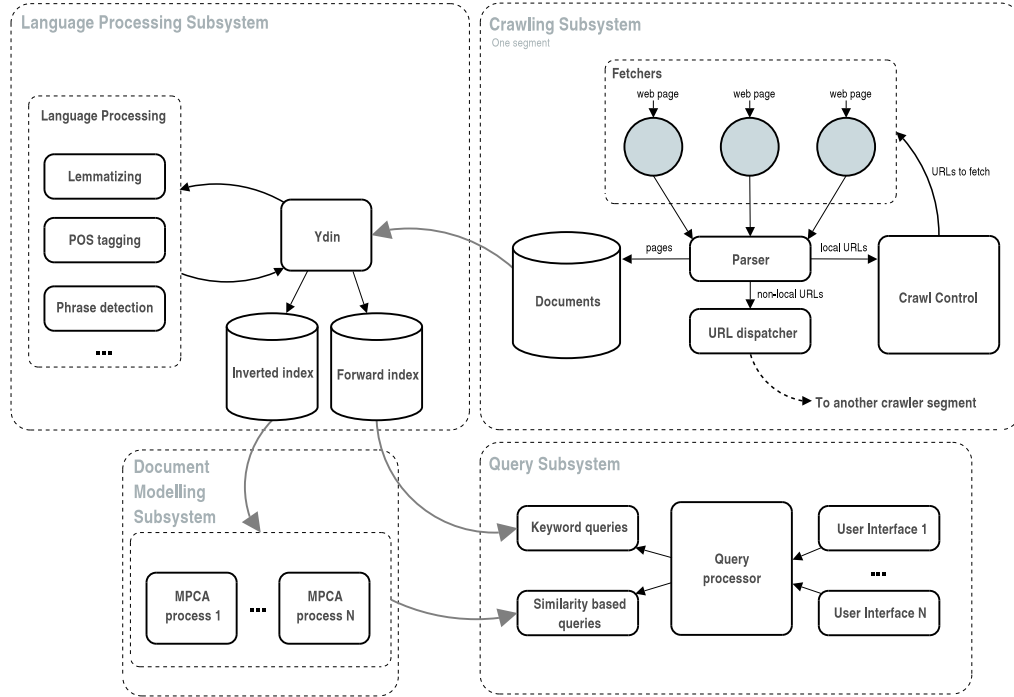 Language Processing Subsystem
Language Processing
Lemmatizing
POS tagging
Phrase detection
...
Ydin
Inverted index
Forward index
Crawling Subsystem
One segment
Fetchers
web page
web page
web page
URLs to fetch
pages
Parser
local URLs
Documents
non-local URLs
Crawl Control
URL dispatcher
To another crawler segment
Document
Modelling
Subsystem
MPCA
process 1
...
MPCA
process N
Query Subsystem
Keyword queries
Similarity based
queries
Query
processor
User Interface 1
...
User Interface N